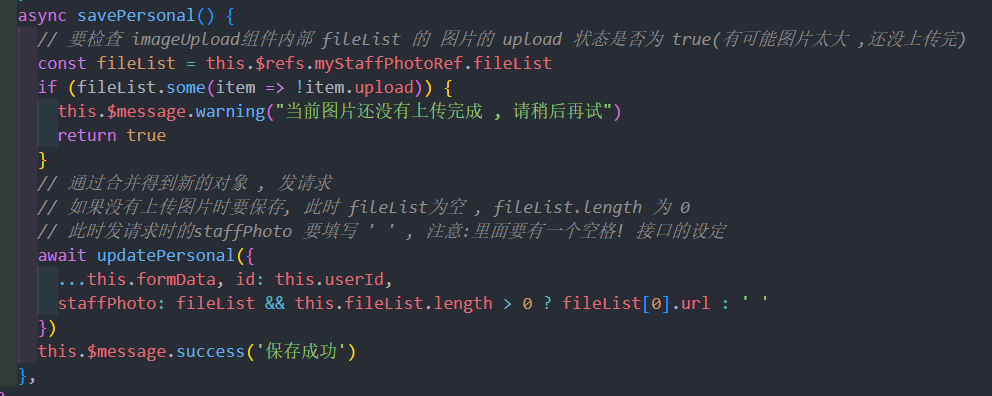 async savePersonal() {
// 要检查 imageUpload组件内部 fileList 的 图片的 upload 状态是否为 true(有可能图片太大 ,还没上传完)
const fileList = this.$refs.myStaffPhotoRef.fileList
if (fileList.some(item => !item.upload)) {
this.$message.warning("当前图片还没有上传完成 , 请稍后再试")
return true
}
// 通过合并得到新的对象 , 发请求
// 如果没有上传图片时要保存, 此时 fileList为空 , fileList.length 为 0
// 此时发请求时的staffPhoto 要填写 ' ' , 注意:里面要有一个空格! 接口的设定
await updatePersonal({
...this.formData, id: this.userId,
staffPhoto: fileList && this.fileList.length > 0 ? fileList[0].url : ' '
})
this.$message.success('保存成功')
},